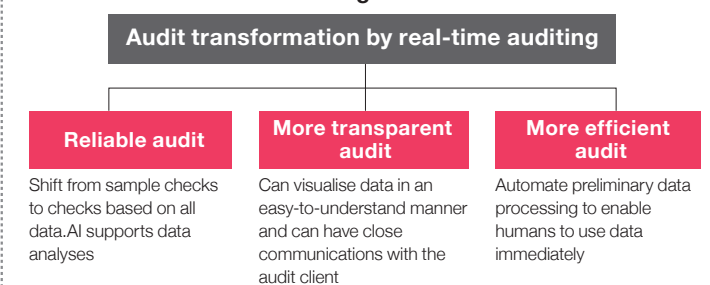 Audit transformation by real-time auditing
Reliable audit
Shift from sample checks
to checks based on all
data.AI supports data
analyses
More transparent
audit
Can visualise data in an
easy-to-understand manner
and can have close
communications with the
audit client
More efficient
audit
Automate preliminary data
processing to enable
humans to use data
immediately